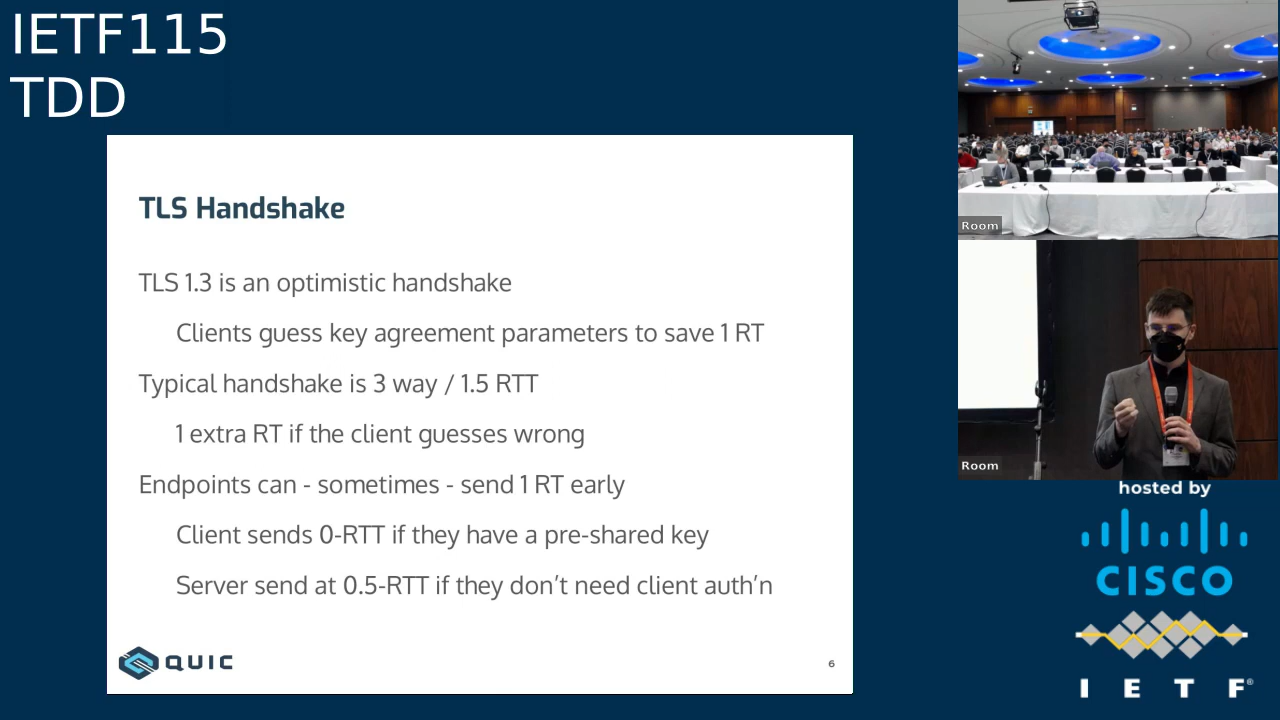 IETF115
TDD
TLS Handshake
TLS 1.3 is an optimistic handshake
Clients guess key agreement parameters to save 1 RT
Typical handshake is 3 way / 1.5 RTT
1 extra RT if the client guesses wrong
Endpoints can - sometimes - send 1 RT early
Client sends 0-RTT if they have a pre-shared key
Server send at 0.5-RTT if they don't need client auth'n
QUIC
6
Room
Room
hosted by
CISCO
IETF®